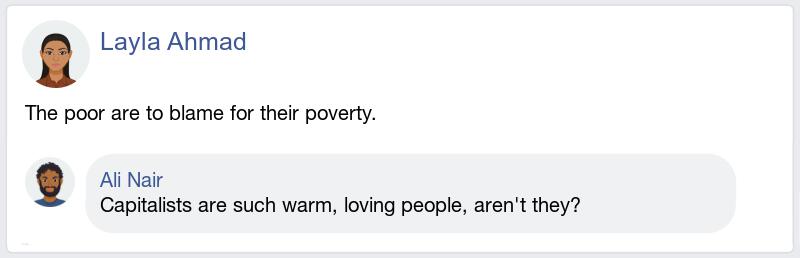 Layla Ahmad
The poor are to blame for their poverty.
Ali Nair
Capitalists are such warm, loving people, aren't they?